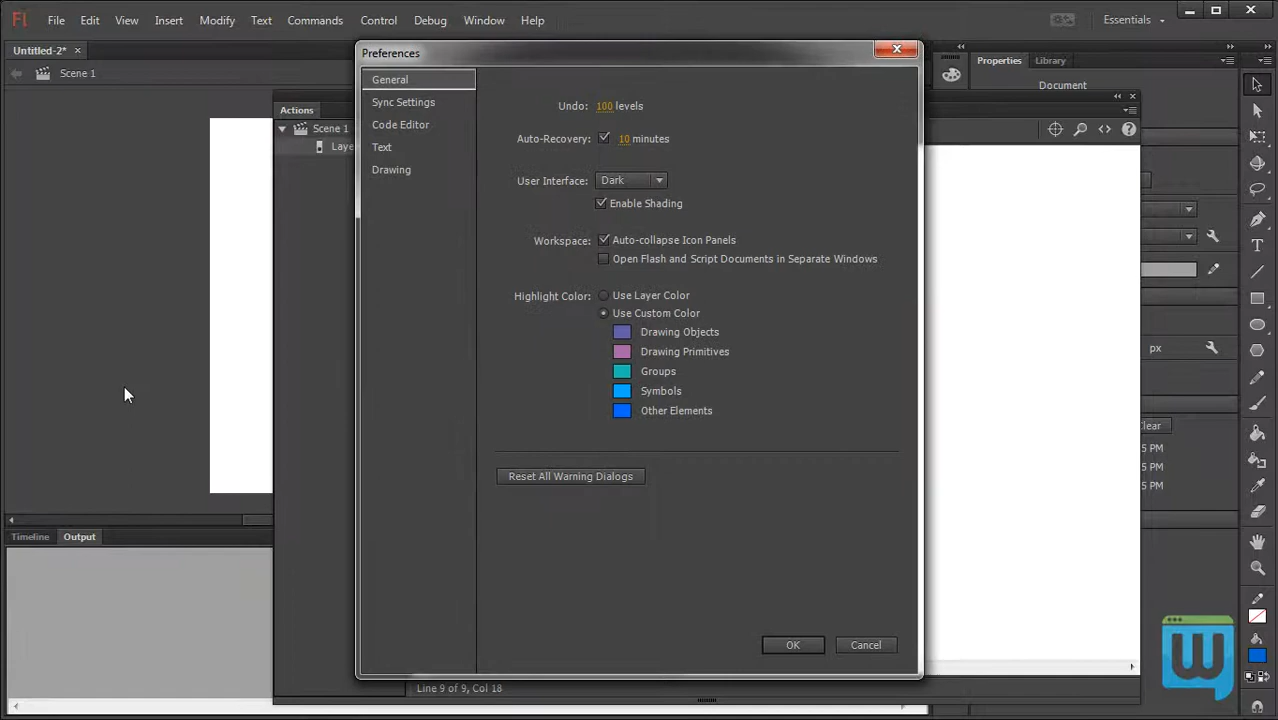 Fl File Edit View Insert Modify Text Commands Control Debug Window Help Essentials
Untitled-2* ×
Scene 1
Properties Library
Document
Actions
Scene 1
Laye
Preferences
General
Sync Settings
Code Editor
Text
Drawing
Undo: 100 levels
Auto-Recovery: 10 minutes
User Interface: Dark
Enable Shading
Workspace: Auto-collapse Icon Panels
Open Flash and Script Documents in Separate Windows
Highlight Color: Use Layer Color
Use Custom Color
Drawing Objects
Drawing Primitives
Groups
Symbols
Other Elements
Reset All Warning Dialogs
OK Cancel
px
Clear
5 PM
5 PM
5 PM
Timeline Output
Line 9 of 9, Col 18
W